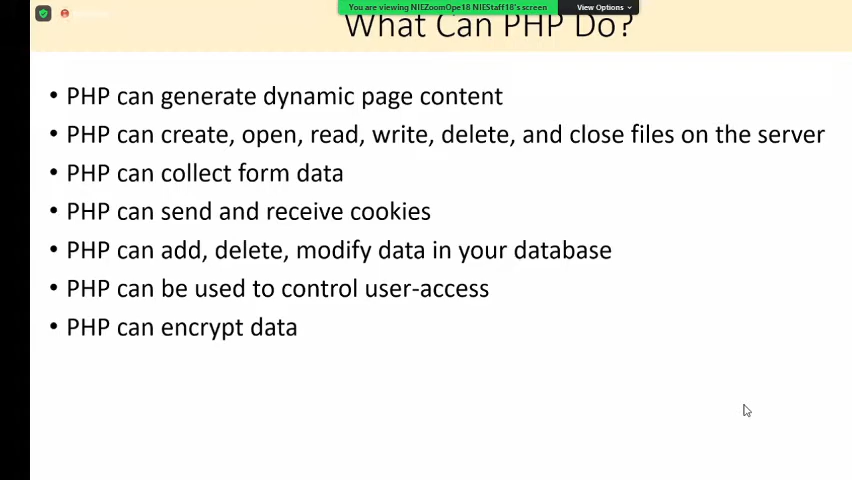 You are viewing NIEZoomOpe18 NIEStaff18's screen
View Options
What Can PHP Do?
• PHP can generate dynamic page content
• PHP can create, open, read, write, delete, and close files on the server
• PHP can collect form data
• PHP can send and receive cookies
• PHP can add, delete, modify data in your database
• PHP can be used to control user-access
• PHP can encrypt data